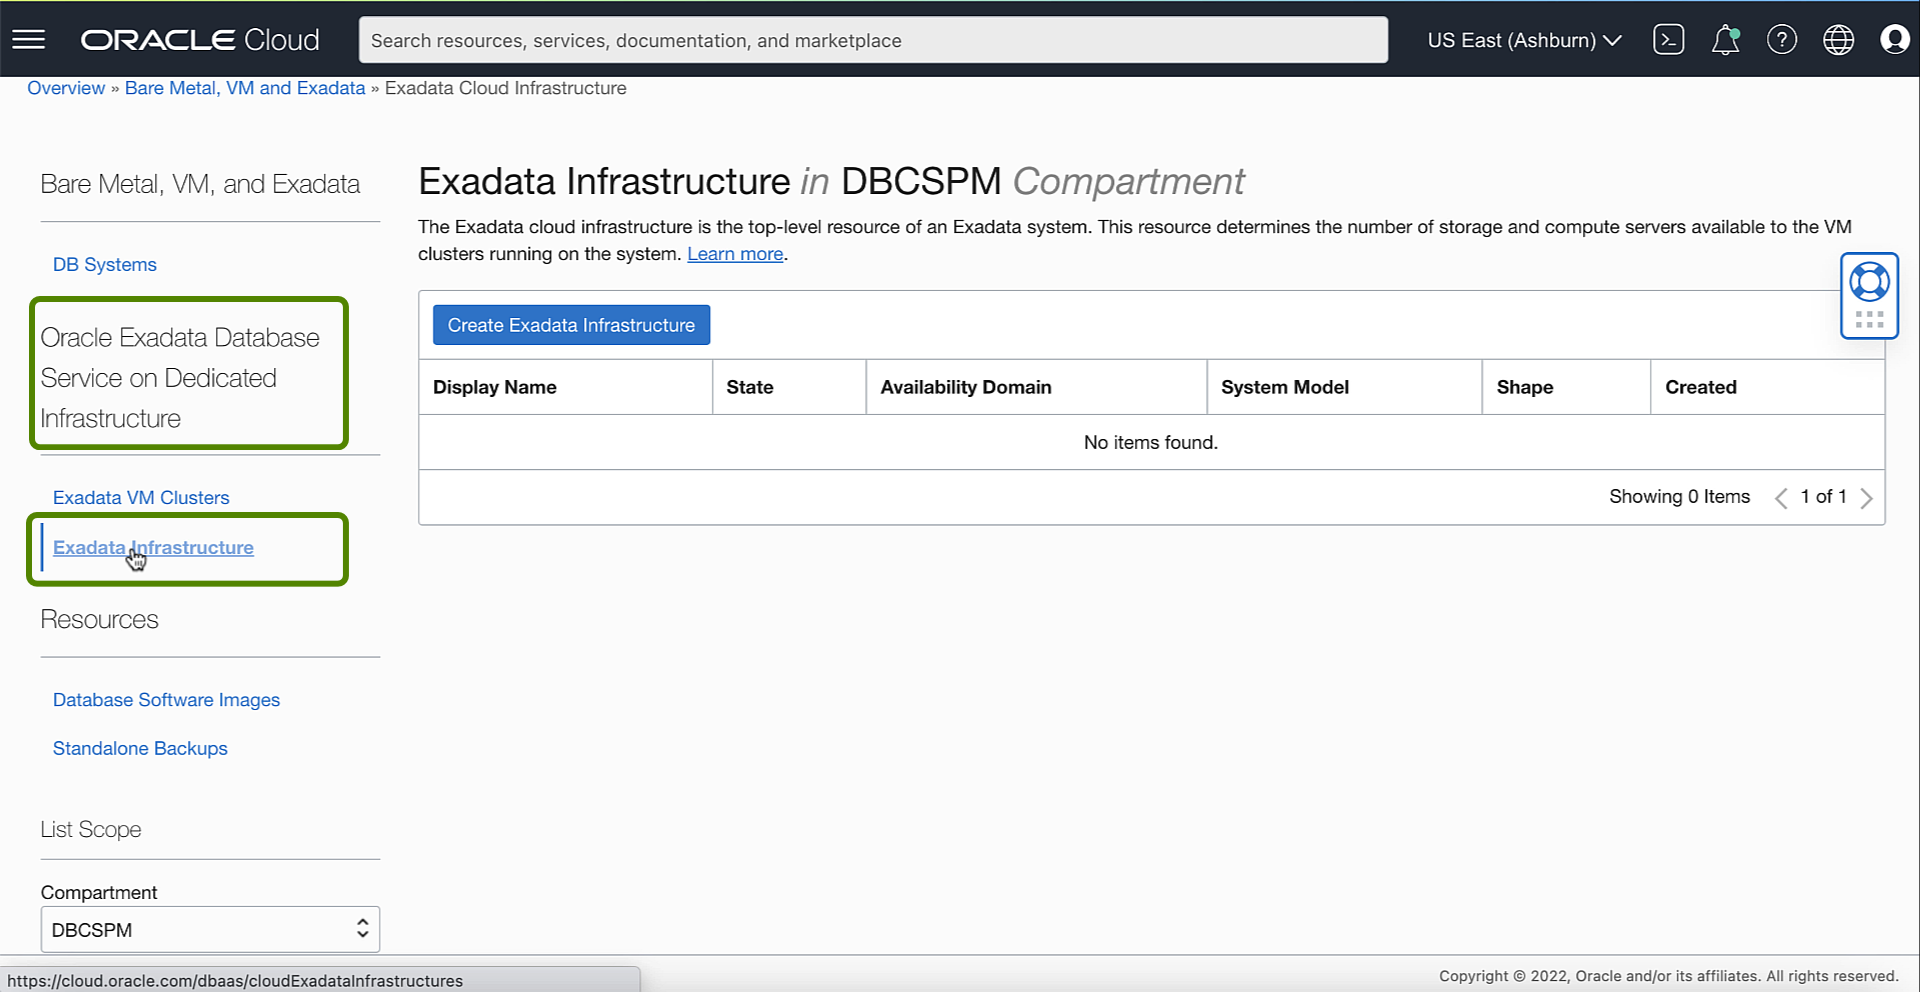 ORACLE Cloud
Search resources, services, documentation, and marketplace
US East (Ashburn)
Overview » Bare Metal, VM and Exadata » Exadata Cloud Infrastructure
Bare Metal, VM, and Exadata
DB Systems
Oracle Exadata Database
Service on Dedicated
Infrastructure
Exadata VM Clusters
Exadata Infrastructure
Resources
Database Software Images
Standalone Backups
List Scope
Compartment
DBCSPM
Exadata Infrastructure in DBCSPM Compartment
The Exadata cloud infrastructure is the top-level resource of an Exadata system. This resource determines the number of storage and compute servers available to the VM
clusters running on the system. Learn more.
Create Exadata Infrastructure
Display Name State Availability Domain System Model Shape Created
No items found.
Showing 0 Items 1 of 1
https://cloud.oracle.com/dbaas/cloudExadataInfrastructures
Copyright © 2022, Oracle and/or its affiliates. All rights reserved.